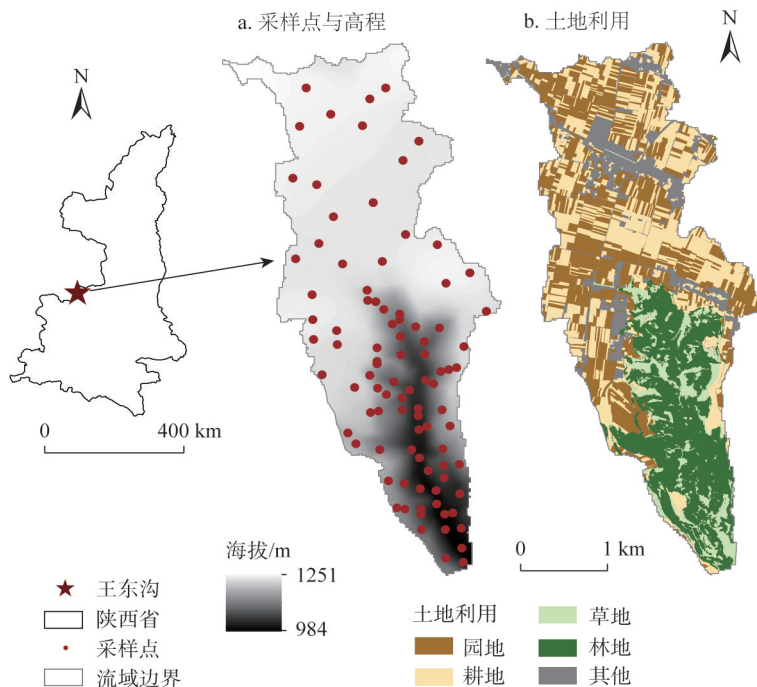 a. 采样点与高程
b. 土地利用
N
N
0 400 km
海拔/m
1251
984
0 1 km
王东沟
陕西省
采样点
流域边界
土地利用
园地
耕地
草地
林地
其他